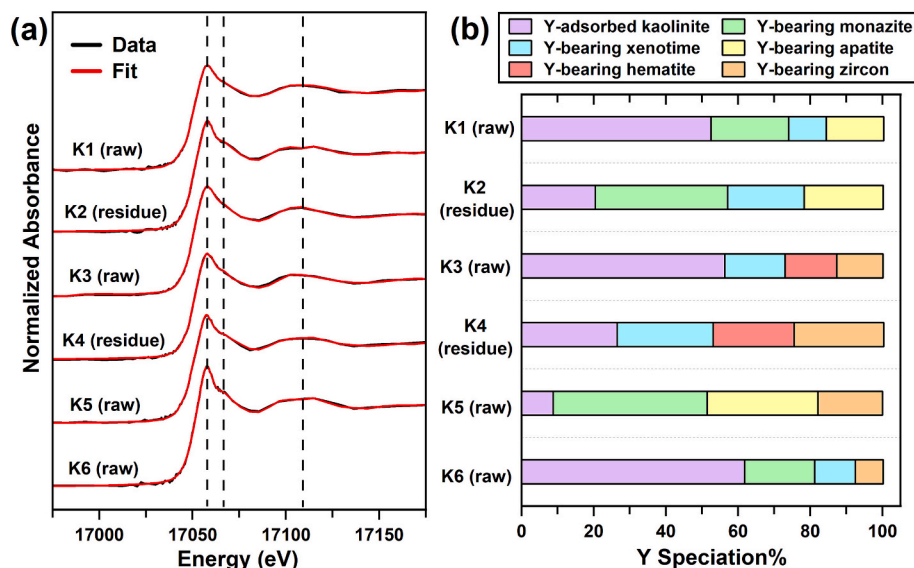 (a)
Data
Fit
K1 (raw)
K2 (residue)
K3 (raw)
K4 (residue)
K5 (raw)
K6 (raw)
Normalized Absorbance
17000
17050
17100
17150
Energy (eV)
(b)
Y-adsorbed kaolinite
Y-bearing monazite
Y-bearing xenotime
Y-bearing apatite
Y-bearing hematite
Y-bearing zircon
K1
(raw)
K2
(residue)
K3 (raw)
K4
(residue)
K5 (raw)
K6 (raw)
0
20
40
60
80
100
Y Speciation%